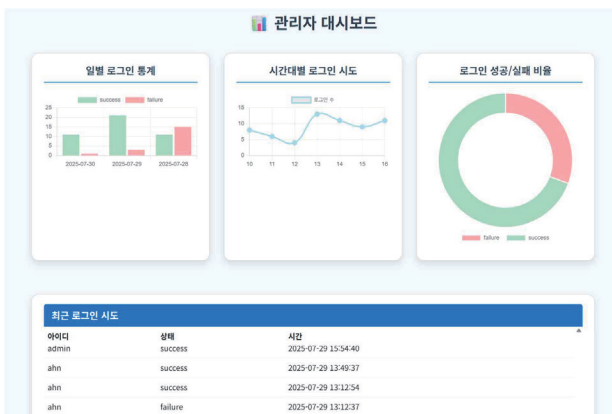 관리자 대시보드
일별 로그인 통계
success failure
25
20
15
10
5
0
2025-07-30 2025-07-29 2025-07-28
시간대별 로그인 시도
로그인 수
15
10
5
0
10 11 12 13 14 15 16
로그인 성공/실패 비율
failure success
최근 로그인 시도
아이디 상태 시간
admin success 2025-07-29 15:54:40
ahn success 2025-07-29 13:49:37
ahn success 2025-07-29 13:12:54
ahn failure 2025-07-29 13:12:37